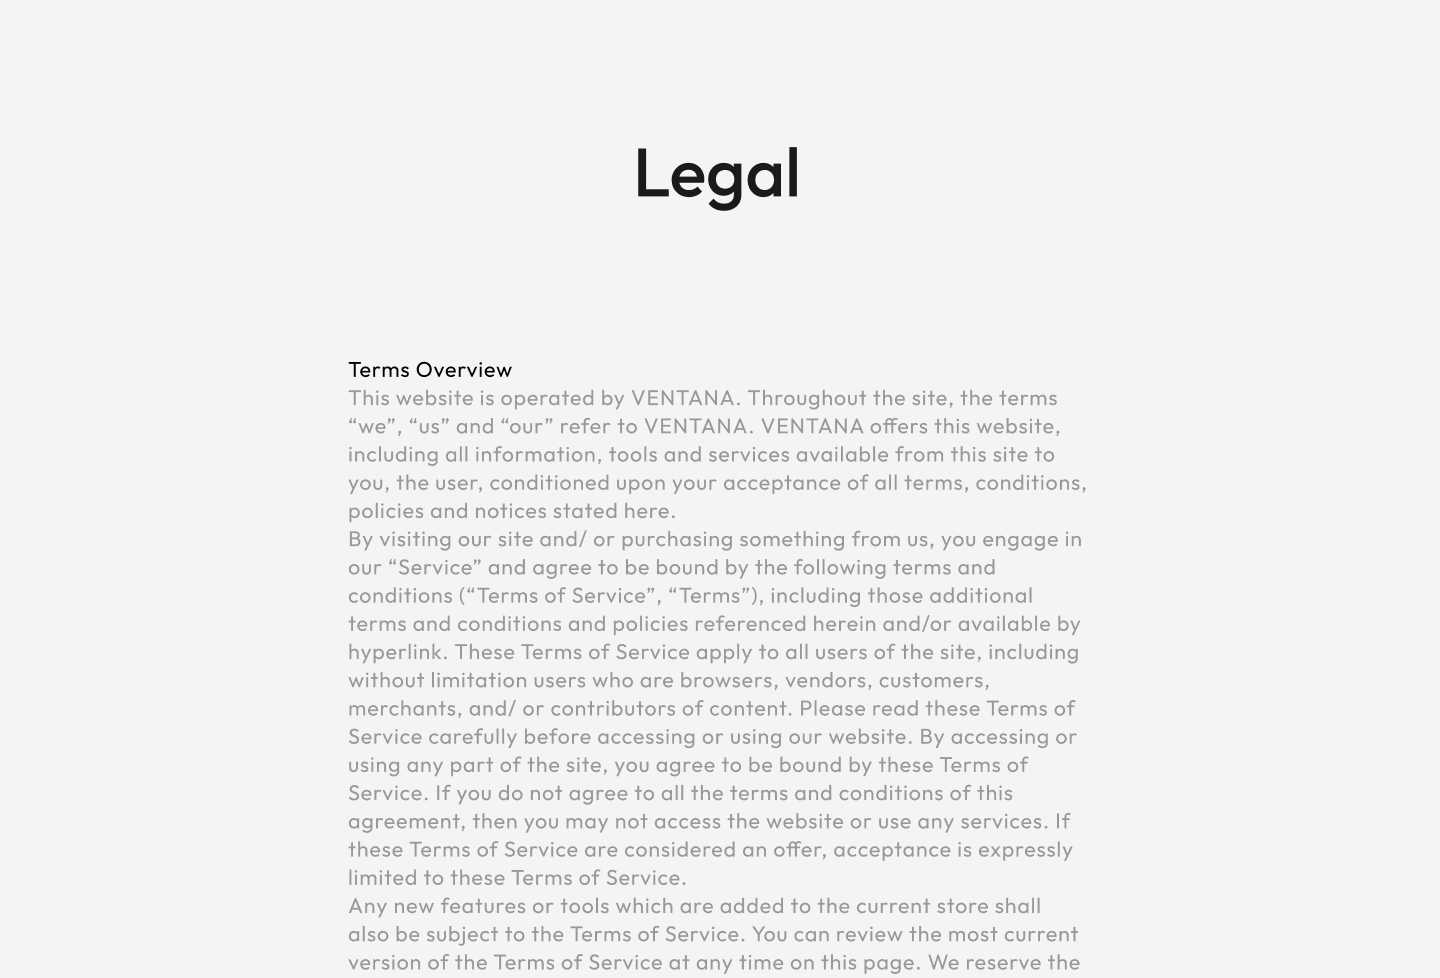 Legal
Terms Overview
This website is operated by VENTANA. Throughout the site, the terms
“we”, “us” and “our” refer to VENTANA. VENTANA offers this website,
including all information, tools and services available from this site to
you, the user, conditioned upon your acceptance of all terms, conditions,
policies and notices stated here.
By visiting our site and/ or purchasing something from us, you engage in
our “Service” and agree to be bound by the following terms and
conditions (“Terms of Service”, “Terms”), including those additional
terms and conditions and policies referenced herein and/or available by
hyperlink. These Terms of Service apply to all users of the site, including
without limitation users who are browsers, vendors, customers,
merchants, and/ or contributors of content. Please read these Terms of
Service carefully before accessing or using our website. By accessing or
using any part of the site, you agree to be bound by these Terms of
Service. If you do not agree to all the terms and conditions of this
agreement, then you may not access the website or use any services. If
these Terms of Service are considered an offer, acceptance is expressly
limited to these Terms of Service.
Any new features or tools which are added to the current store shall
also be subject to the Terms of Service. You can review the most current
version of the Terms of Service at any time on this page. We reserve the